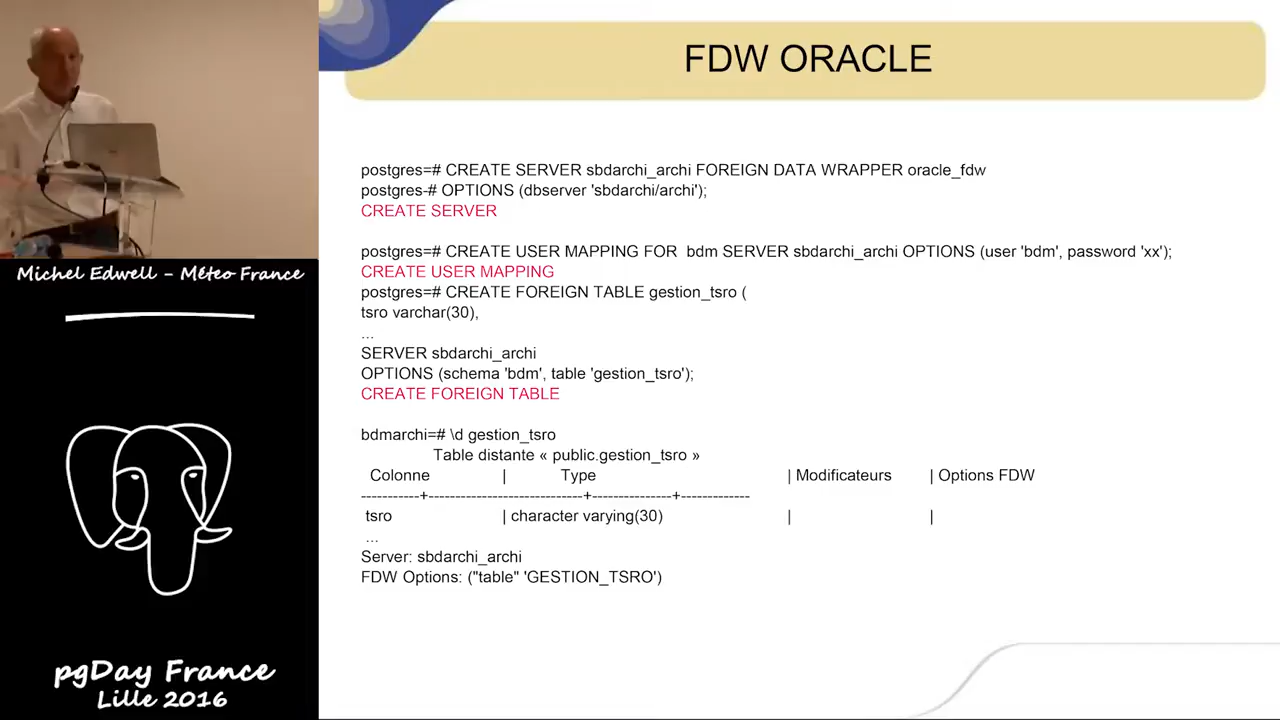 FDW ORACLE
postgres=# CREATE SERVER sbdarchi_archi FOREIGN DATA WRAPPER oracle_fdw
postgres-# OPTIONS (dbserver 'sbdarchi/archi');
CREATE SERVER
postgres=# CREATE USER MAPPING FOR bdm SERVER sbdarchi_archi OPTIONS (user 'bdm', password 'xx');
CREATE USER MAPPING
postgres=# CREATE FOREIGN TABLE gestion_tsro (
tsro varchar(30),
...
SERVER sbdarchi_archi
OPTIONS (schema 'bdm', table 'gestion_tsro');
CREATE FOREIGN TABLE
bdmarchi=# \d gestion_tsro
Table distante « public.gestion_tsro »
Colonne | Type | Modificateurs | Options FDW
-----------+-----------------------------+---------------+-------------
tsro | character varying(30) | |
...
Server: sbdarchi_archi
FDW Options: ("table" 'GESTION_TSRO')
Michel Edwell - Méteo France
pgDay France
Lille 2016